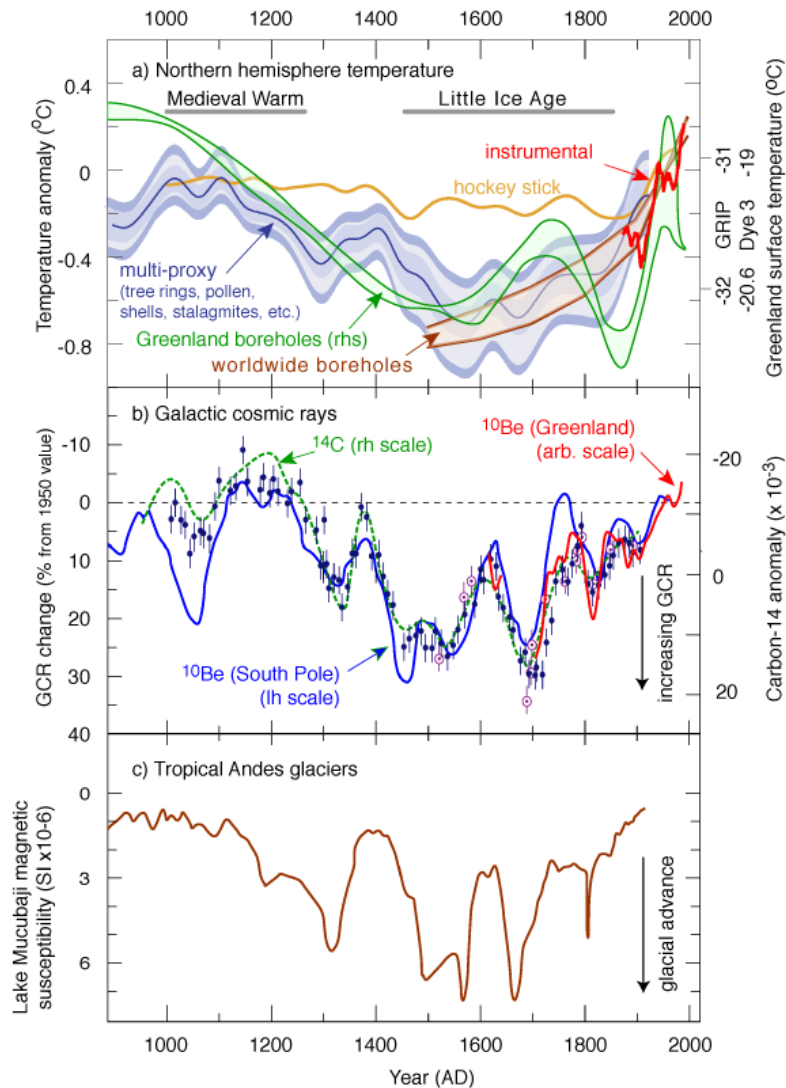 1000 1200 1400 1600 1800 2000
a) Northern hemisphere temperature
Medieval Warm
Little Ice Age
instrumental
hockey stick
multi-proxy
(tree rings, pollen,
shells, stalagmites, etc.)
Greenland boreholes (rhs)
worldwide boreholes
Temperature anomaly (°C)
0.4
0
-0.4
-0.8
-31
-32
GRIP
-19
-20.6
Dye 3
Greenland surface temperature (°C)
b) Galactic cosmic rays
¹⁴C (rh scale)
¹⁰Be (Greenland)
(arb. scale)
¹⁰Be (South Pole)
(lh scale)
GCR change (% from 1950 value)
-10
0
10
20
30
40
increasing GCR
-20
0
20
Carbon-14 anomaly (x 10⁻³)
c) Tropical Andes glaciers
Lake Mucubaji magnetic
susceptibility (SI x10-6)
0
3
6
glacial advance
1000 1200 1400 1600 1800 2000
Year (AD)